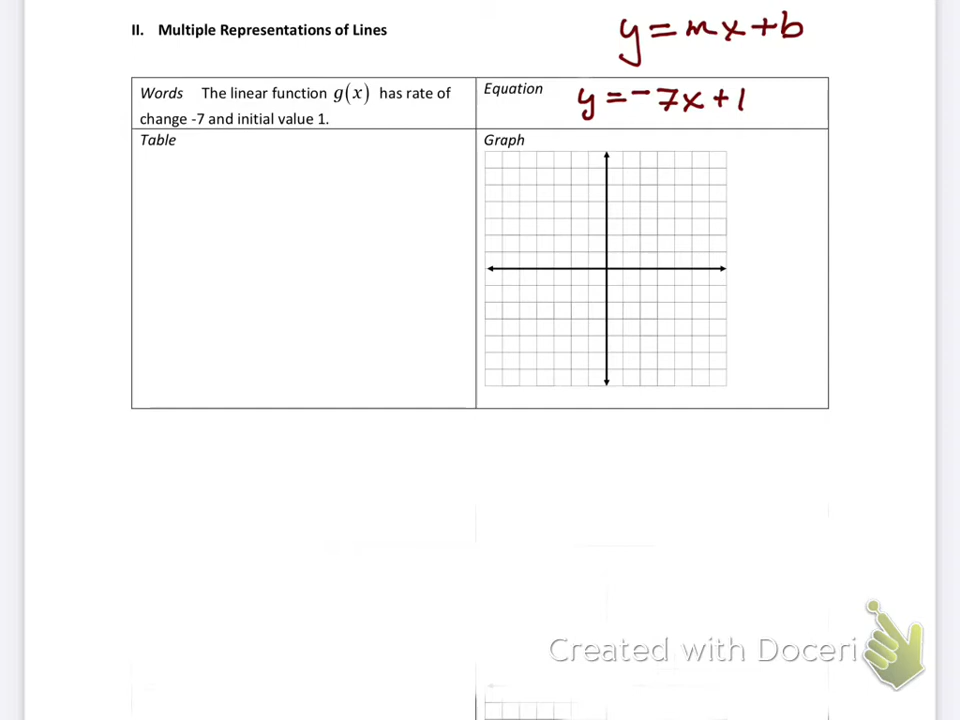 II. Multiple Representations of Lines
y = mx + b
Words The linear function g(x) has rate of
change -7 and initial value 1.
Equation
y = -7x + 1
Table
Graph
Created with Doceri